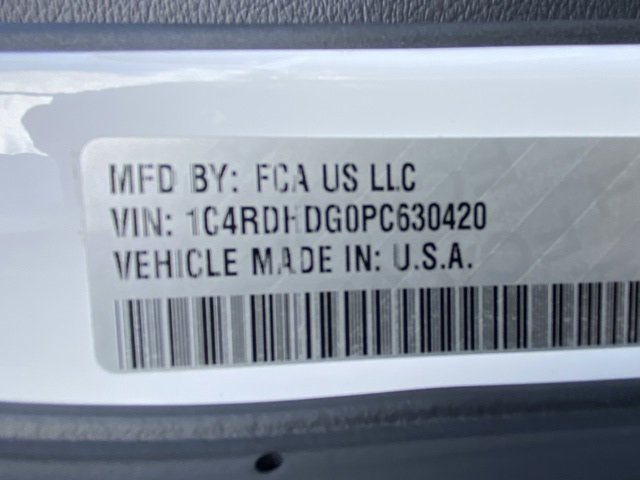 MFD BY: FCA US LLC
VIN: 1C4RDHDG0PC630420
VEHICLE MADE IN: U.S.A.